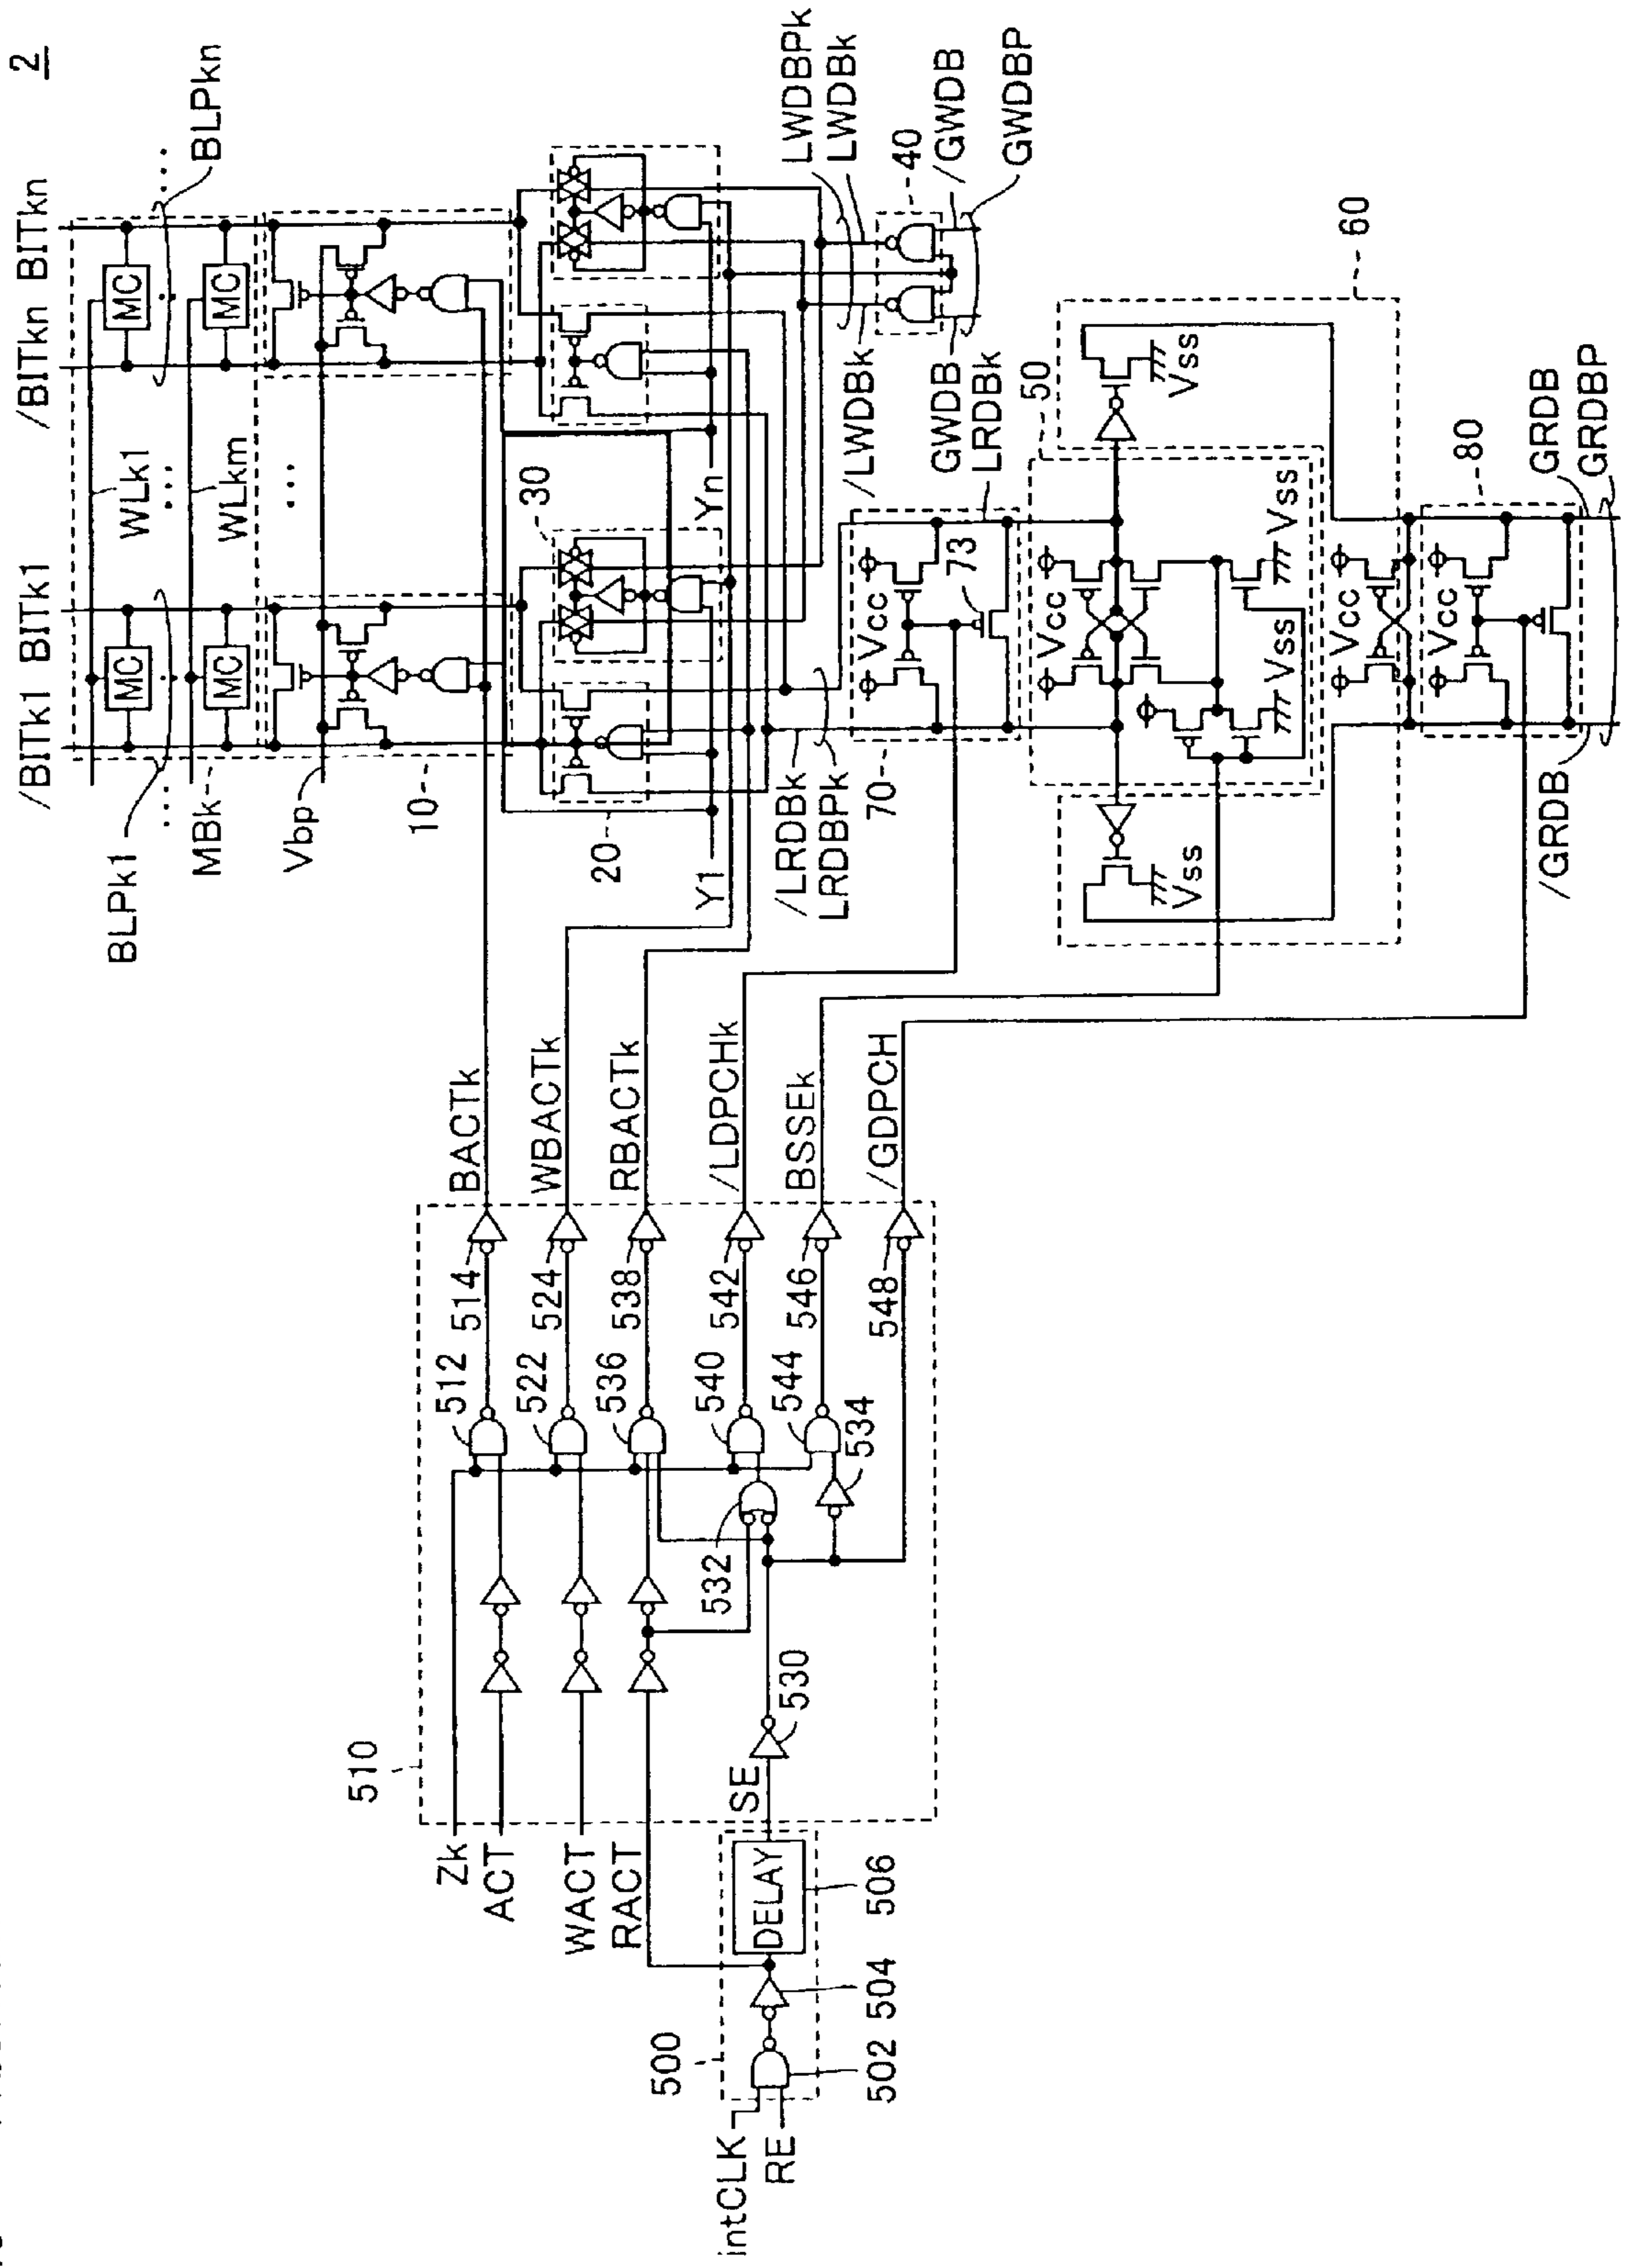 2
/BITk1 BITk1
/BITkn BITkn
BLPk1
MC
WLk1
MC
BLPkn
MBk
MC
WLkm
MC
Vbp
10
20
30
Y1
Yn
LWDBPk
LWDBk
40
/GWDB
GWDBP
/LRDBk
LRDBPk
/LWDBk
GWDB
LRDBk
70
Vcc
73
50
60
Vcc
Vss
Vss
Vss
Vss
Vcc
80
Vcc
/GRDB
GRDB
GRDBP
BACTk
WBACTk
RBACTk
/LDPCHk
BSSEk
/GDPCH
510
512
514
522
524
536
538
540
542
544
546
548
532
534
530
Zk
ACT
WACT
RACT
SE
500
DELAY
506
504
502
intCLK
RE